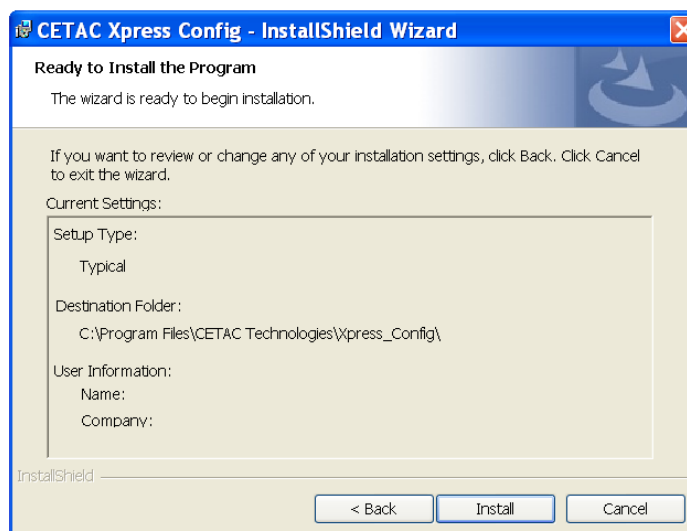 CETAC Xpress Config - InstallShield Wizard
Ready to Install the Program
The wizard is ready to begin installation.
If you want to review or change any of your installation settings, click Back. Click Cancel
to exit the wizard.
Current Settings:
Setup Type:
Typical
Destination Folder:
C:\Program Files\CETAC Technologies\Xpress_Config\
User Information:
Name:
Company:
InstallShield
< Back
Install
Cancel